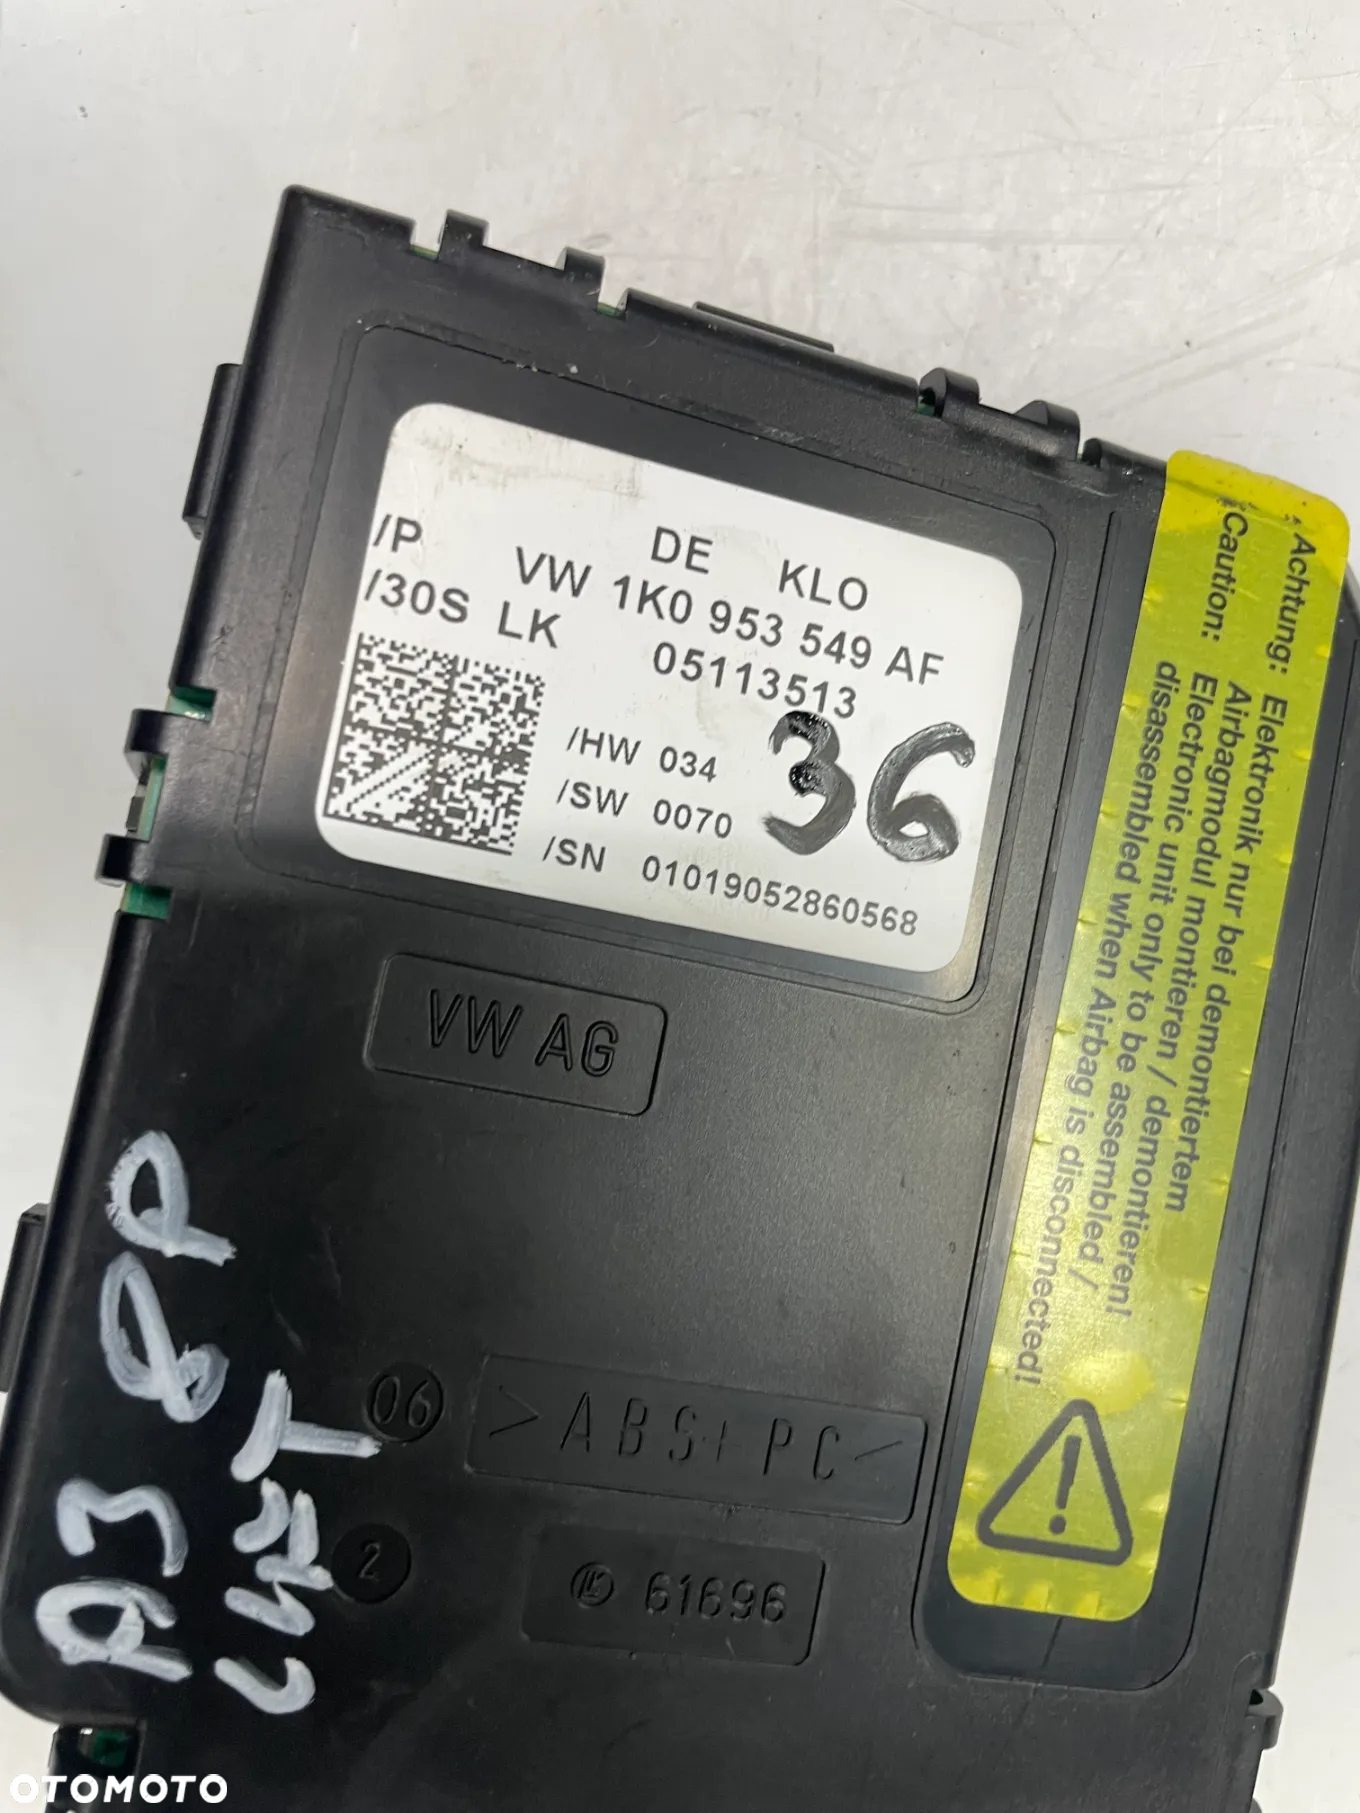 DE KLO
/P VW 1K0 953 549 AF
/30S LK 05113513
/HW 034
/SW 0070
/SN 01019052860568
36
VW AG
Achtung: Elektronik nur bei demontiertem
Airbagmodul montieren / demontieren!
Caution: Electronic unit only to be assembled /
disassembled when Airbag is disconnected!
06
>ABS+PC<
2
61696
A3 8P
OTOMOTO